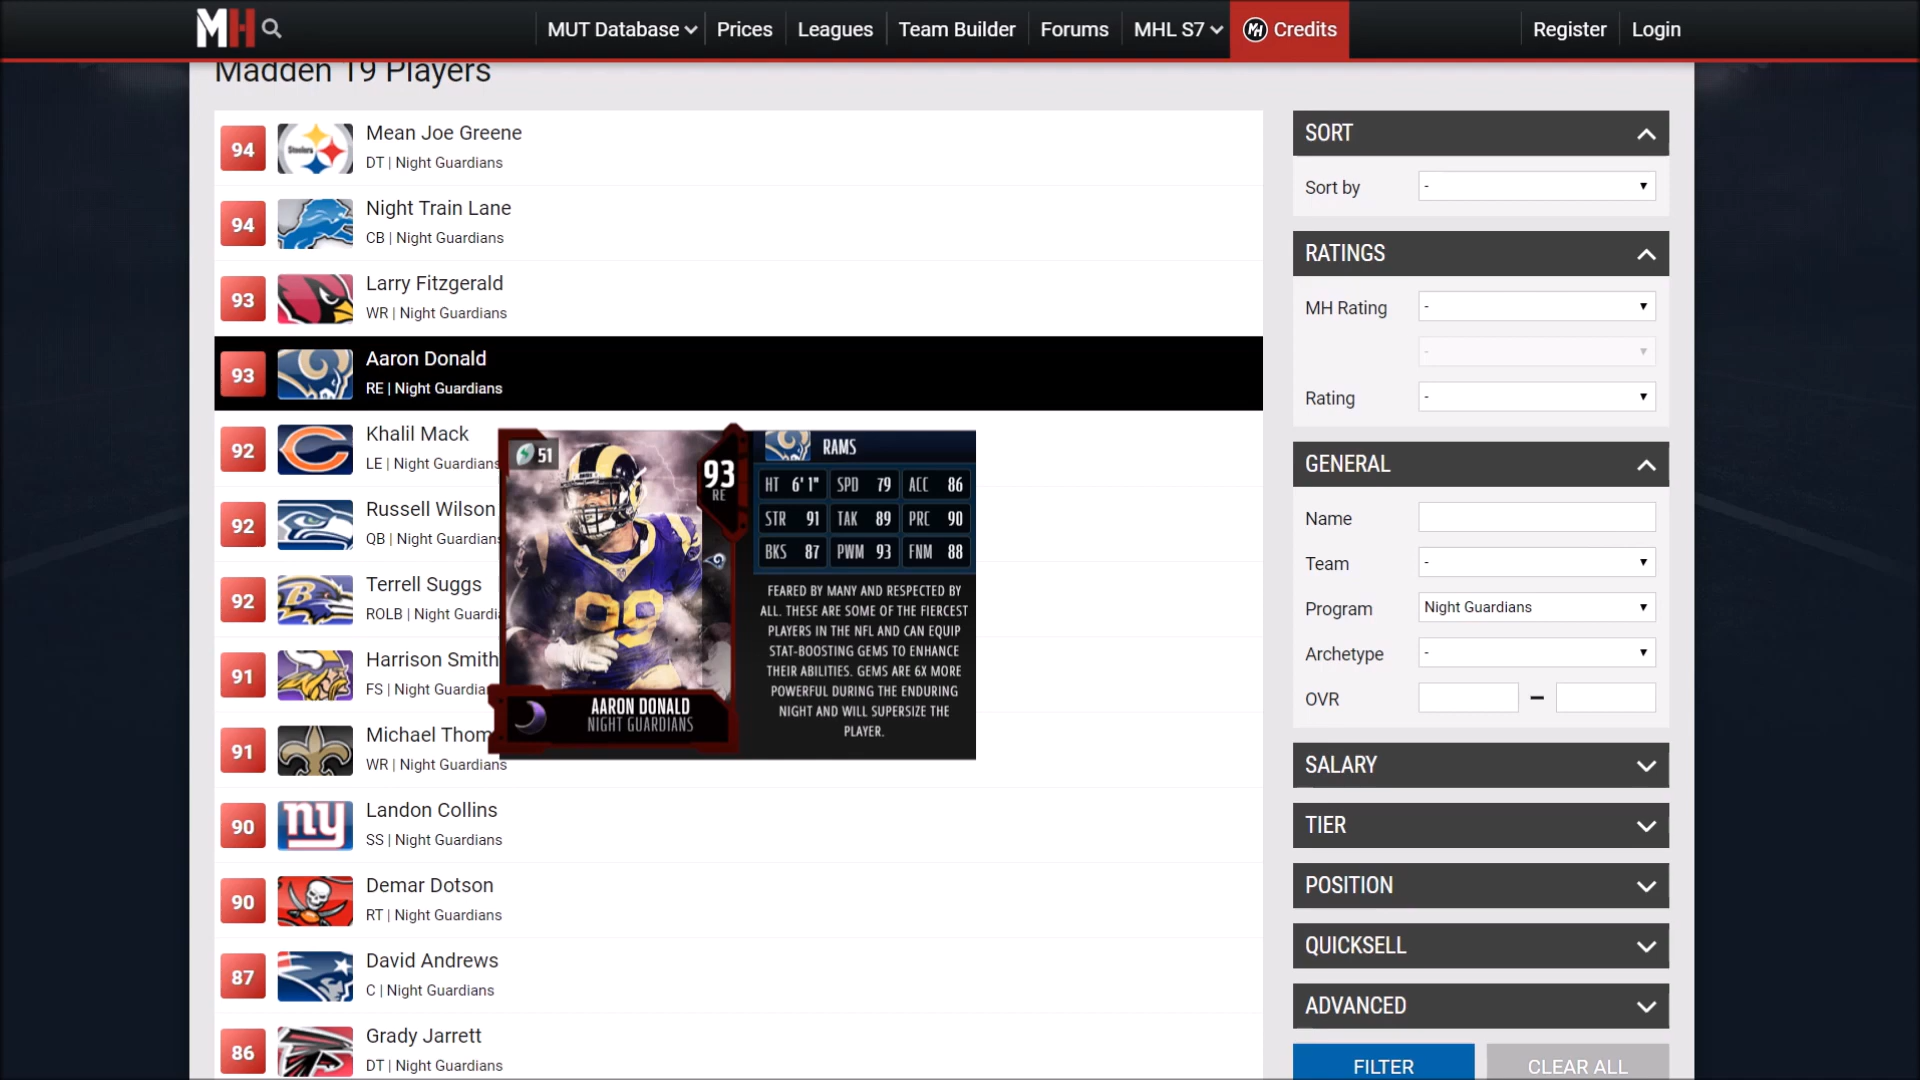 MH
MUT Database
Prices
Leagues
Team Builder
Forums
MHL S7
Credits
Register
Login
Madden 19 Players
94
Steelers
Mean Joe Greene
DT | Night Guardians
94
Night Train Lane
CB | Night Guardians
93
Larry Fitzgerald
WR | Night Guardians
93
Aaron Donald
RE | Night Guardians
92
Khalil Mack
LE | Night Guardians
92
Russell Wilson
QB | Night Guardians
92
Terrell Suggs
ROLB | Night Guardi
91
Harrison Smith
FS | Night Guardian
91
Michael Thom
WR | Night Guardians
90
ny
Landon Collins
SS | Night Guardians
90
Demar Dotson
RT | Night Guardians
87
David Andrews
C | Night Guardians
86
Grady Jarrett
DT | Night Guardians
51
93
RE
99
AARON DONALD
NIGHT GUARDIANS
RAMS
HT 6' 1" SPD 79 ACC 86
STR 91 TAK 89 PRC 90
BKS 87 PWM 93 FNM 88
FEARED BY MANY AND RESPECTED BY
ALL. THESE ARE SOME OF THE FIERCEST
PLAYERS IN THE NFL AND CAN EQUIP
STAT-BOOSTING GEMS TO ENHANCE
THEIR ABILITIES. GEMS ARE 6X MORE
POWERFUL DURING THE ENDURING
NIGHT AND WILL SUPERSIZE THE
PLAYER.
SORT
Sort by -
RATINGS
MH Rating -
-
Rating -
GENERAL
Name
Team -
Program Night Guardians
Archetype -
OVR –
SALARY
TIER
POSITION
QUICKSELL
ADVANCED
FILTER
CLEAR ALL